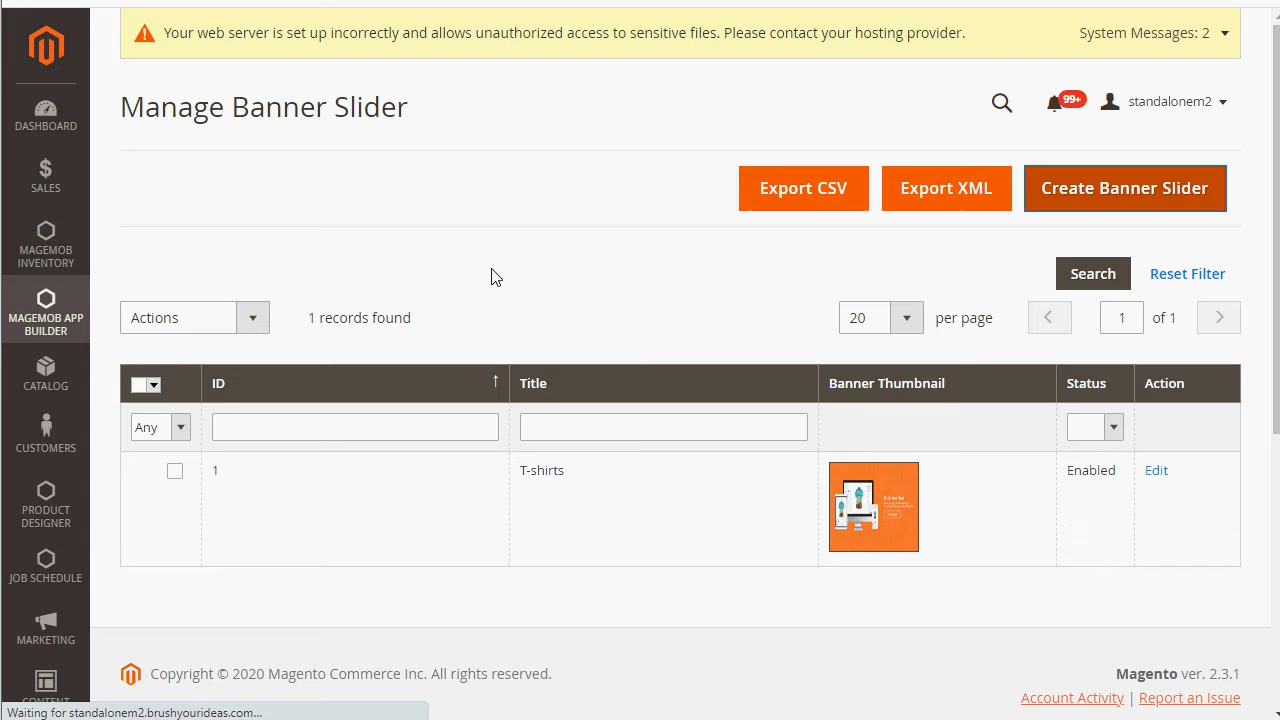 Your web server is set up incorrectly and allows unauthorized access to sensitive files. Please contact your hosting provider.
System Messages: 2
Manage Banner Slider
99+
standalonem2
DASHBOARD
SALES
MAGEMOB
INVENTORY
MAGEMOB APP
BUILDER
CATALOG
CUSTOMERS
PRODUCT
DESIGNER
JOB SCHEDULE
MARKETING
CONTENT
Export CSV
Export XML
Create Banner Slider
Search
Reset Filter
Actions
1 records found
20
per page
1
of 1
ID ↑
Title
Banner Thumbnail
Status
Action
Any
1
T-shirts
Enabled
Edit
Copyright © 2020 Magento Commerce Inc. All rights reserved.
Magento ver. 2.3.1
Account Activity | Report an Issue
Waiting for standalonem2.brushyourideas.com...